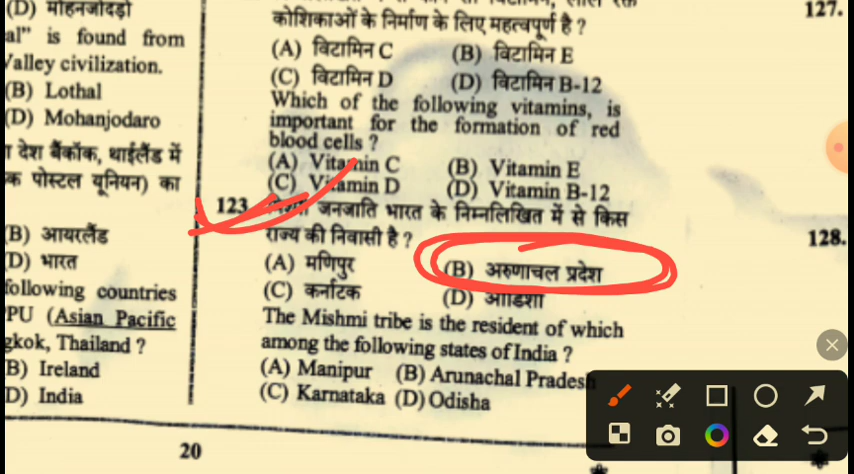 (D) मोहनजोदड़ो
al" is found from
Valley civilization.
(B) Lothal
(D) Mohanjodaro
देश बैंकॉक, थाईलैंड में
क पोस्टल यूनियन) का
(B) आयरलैंड
(D) भारत
following countries
PU (Asian Pacific
gkok, Thailand ?
B) Ireland
D) India
कोशिकाओं के निर्माण के लिए महत्वपूर्ण है ?
(A) विटामिन C (B) विटामिन E
(C) विटामिन D (D) विटामिन B-12
Which of the following vitamins, is
important for the formation of red
blood cells ?
(A) Vitamin C (B) Vitamin E
(C) Vitamin D (D) Vitamin B-12
123 जनजाति भारत के निम्नलिखित में से किस
राज्य की निवासी है ?
(A) मणिपुर (B) अरुणाचल प्रदेश
(C) कर्नाटक (D) ओडिशा
The Mishmi tribe is the resident of which
among the following states of India ?
(A) Manipur (B) Arunachal Pradesh
(C) Karnataka (D) Odisha
127.
128.
20